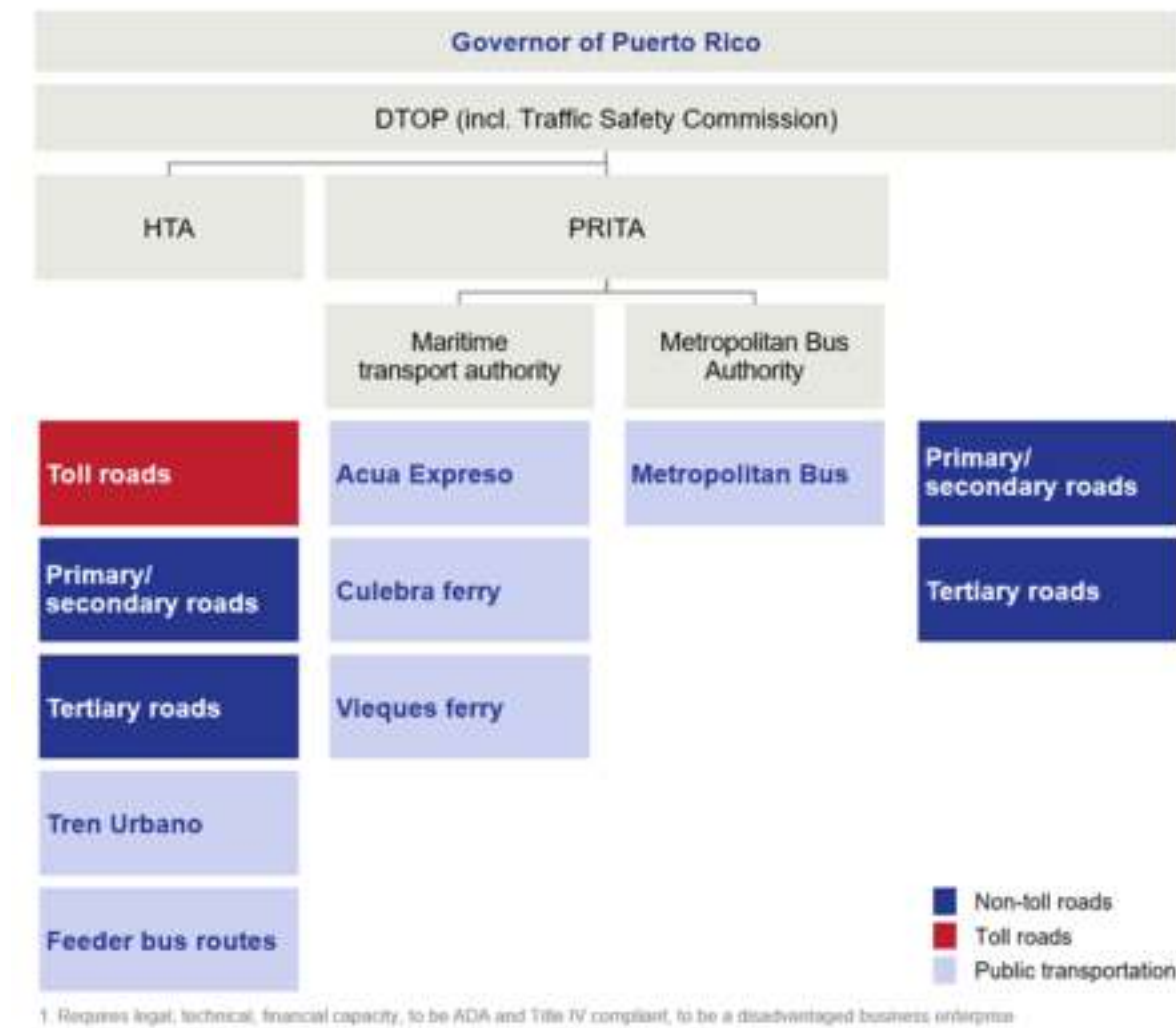 Governor of Puerto Rico
DTOP (incl. Traffic Safety Commission)
HTA
PRITA
Maritime
transport authority
Metropolitan Bus
Authority
Toll roads
Acua Expreso
Metropolitan Bus
Primary/
secondary roads
Primary/
secondary roads
Culebra ferry
Tertiary roads
Tertiary roads
Vieques ferry
Tren Urbano
Feeder bus routes
Non-toll roads
Toll roads
Public transportation
1. Requires legal, technical, financial capacity, to be ADA and Title IV compliant, to be a disadvantaged business enterprise